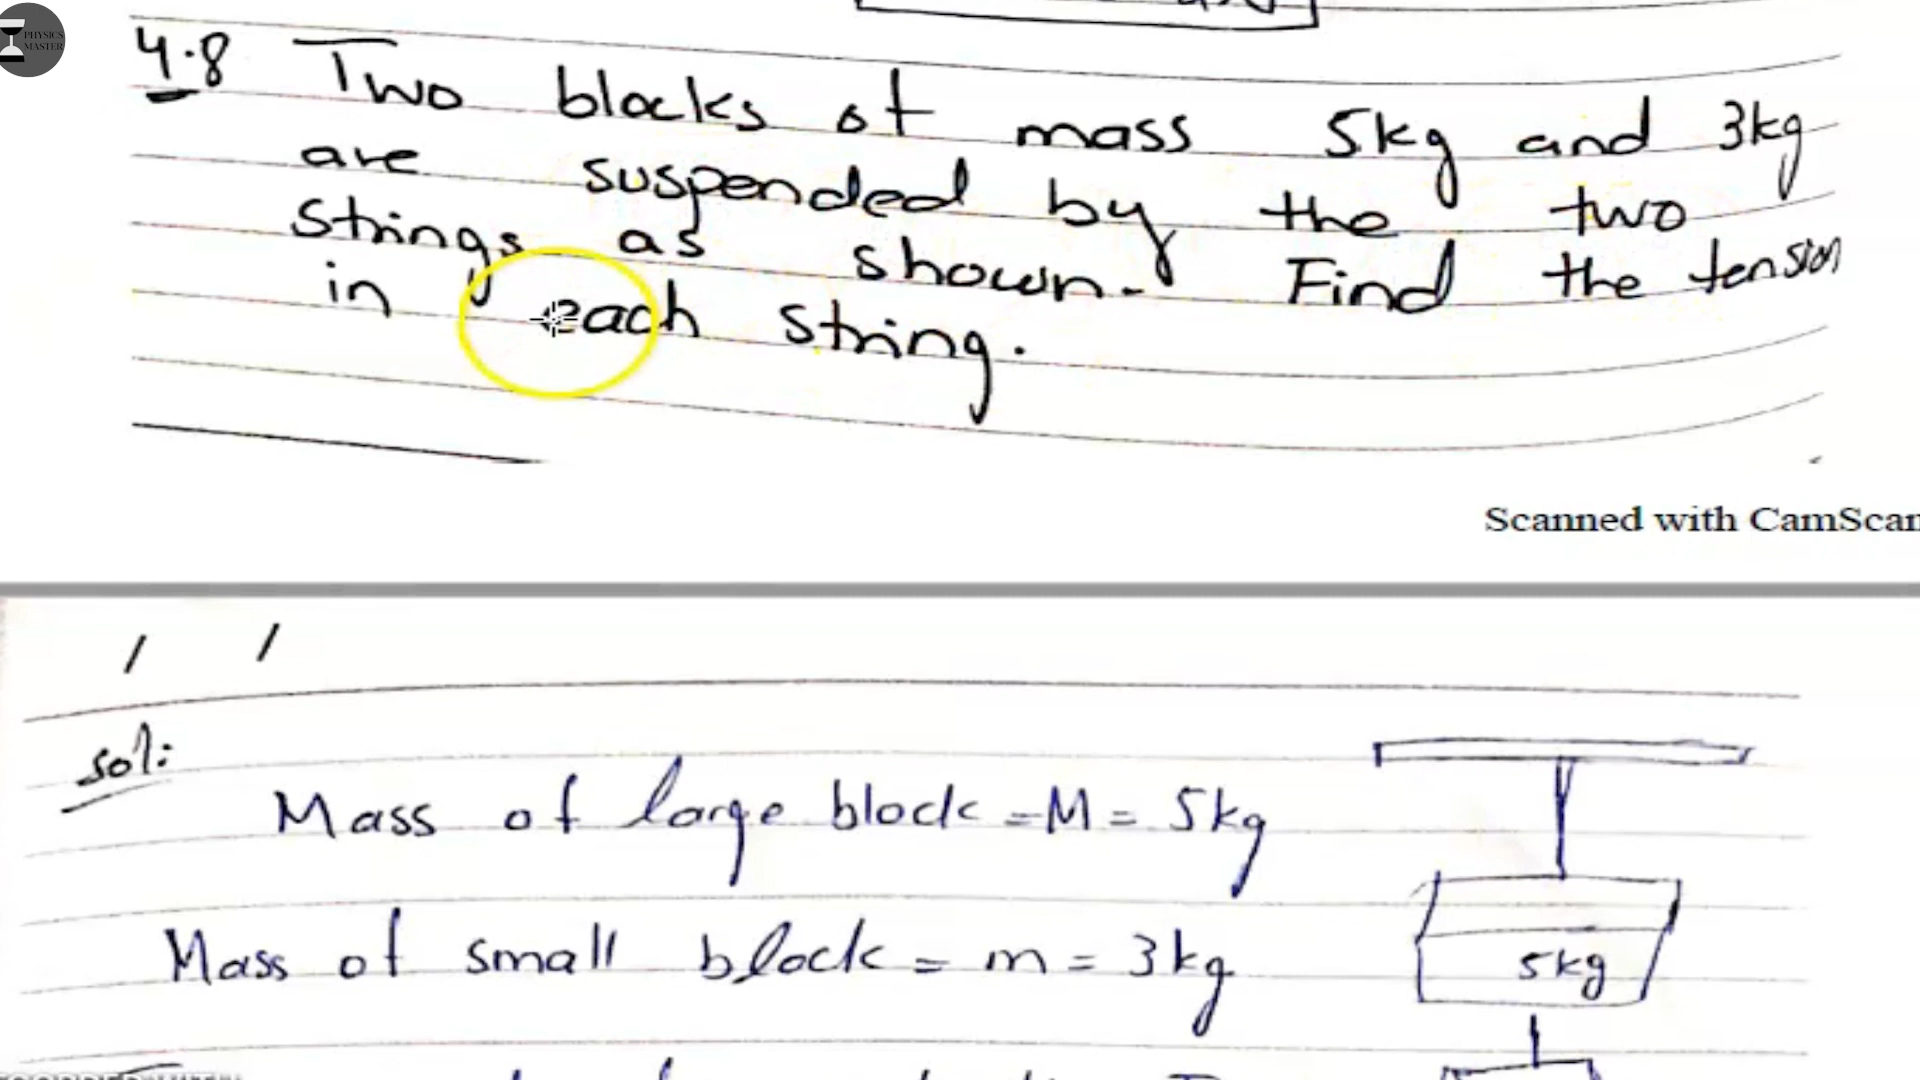 PHYSICS
MASTER
4.8 Two blocks of mass 5kg and 3kg
are suspended by the two
strings as shown. Find the tension
in each string.
Scanned with CamScan
sol:
Mass of large block = M = 5kg
Mass of small block = m = 3kg
5kg